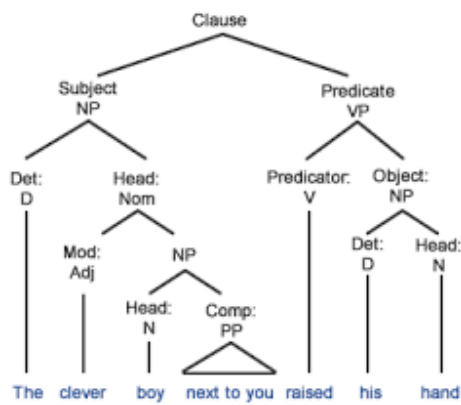 Clause
Subject Predicate
NP VP
Det: Head: Predicator: Object:
D Nom V NP
Mod: NP Det: Head:
Adj D N
Head: Comp:
N PP
The clever boy next to you raised his hand